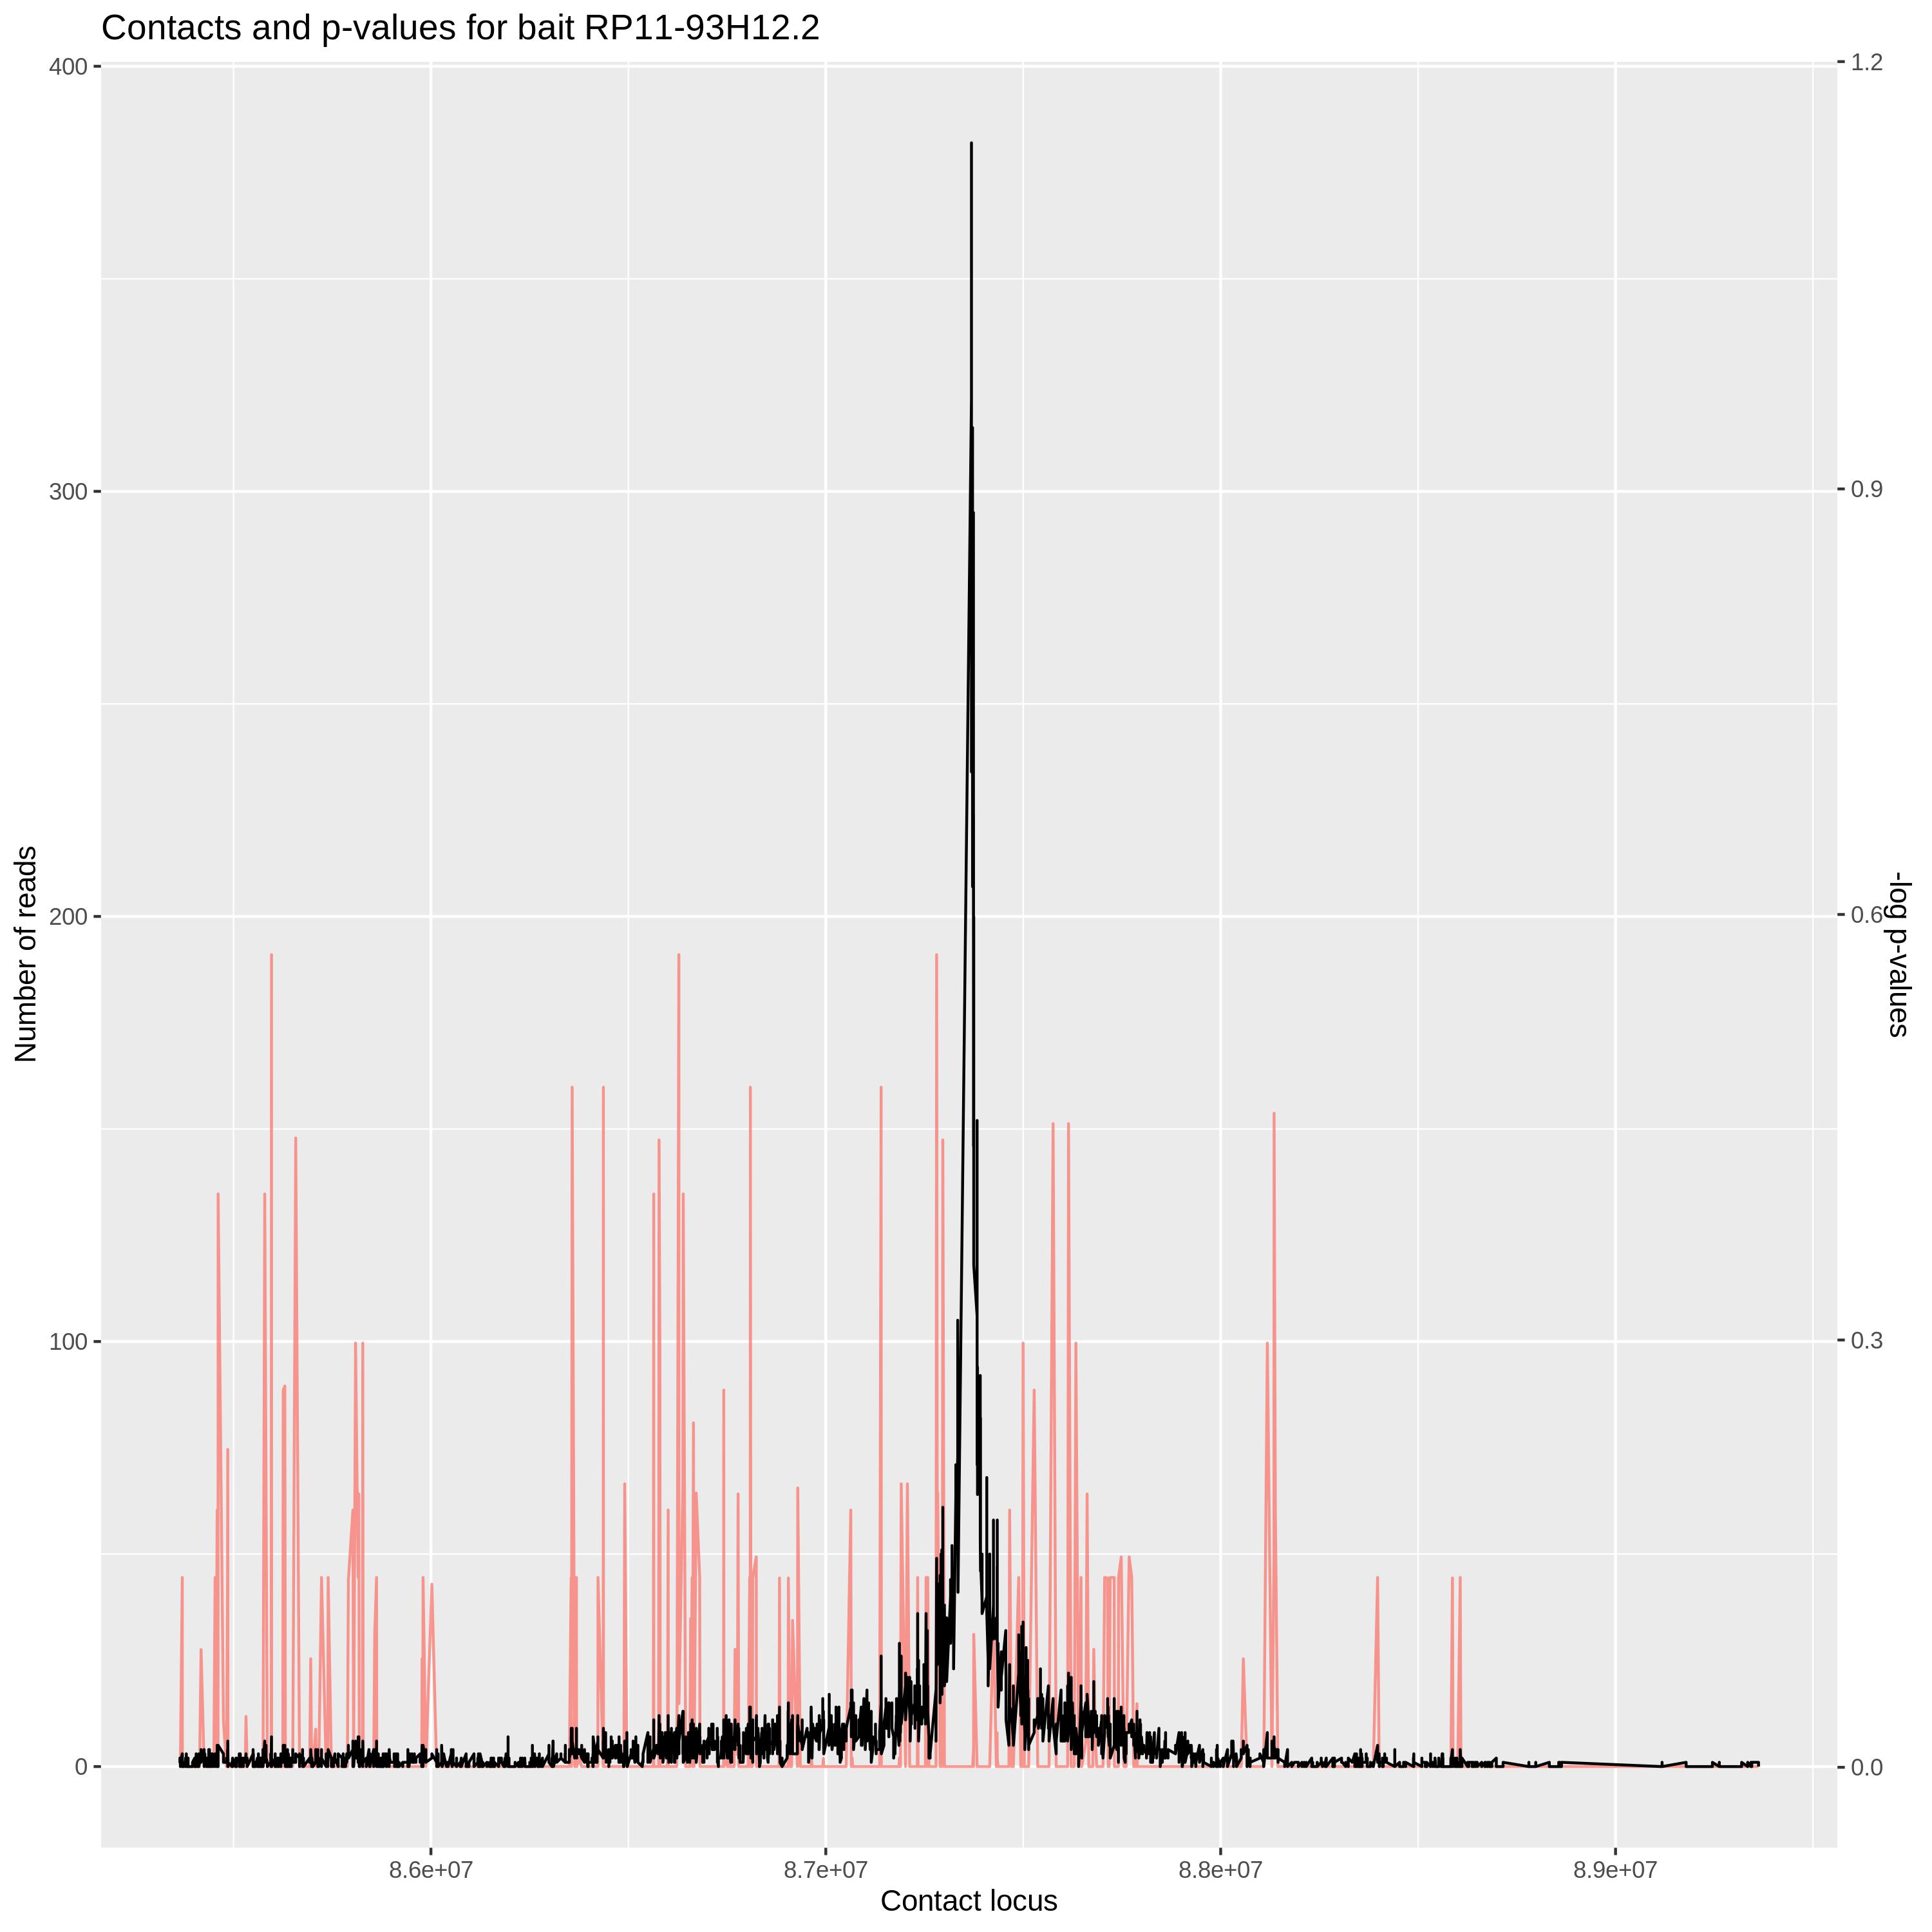 Contacts and p-values for bait RP11-93H12.2
400
300
200
100
0
Number of reads
1.2
0.9
0.6
0.3
0.0
-log p-values
8.6e+07
8.7e+07
8.8e+07
8.9e+07
Contact locus